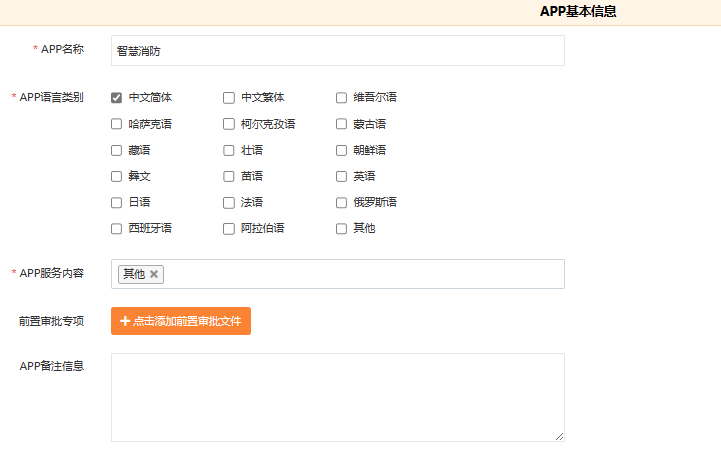 APP基本信息
* APP名称 智慧消防
* APP语言类别 中文简体 中文繁体 维吾尔语
哈萨克语 柯尔克孜语 蒙古语
藏语 壮语 朝鲜语
彝文 苗语 英语
日语 法语 俄罗斯语
西班牙语 阿拉伯语 其他
* APP服务内容 其他 ×
前置审批专项 + 点击添加前置审批文件
APP备注信息